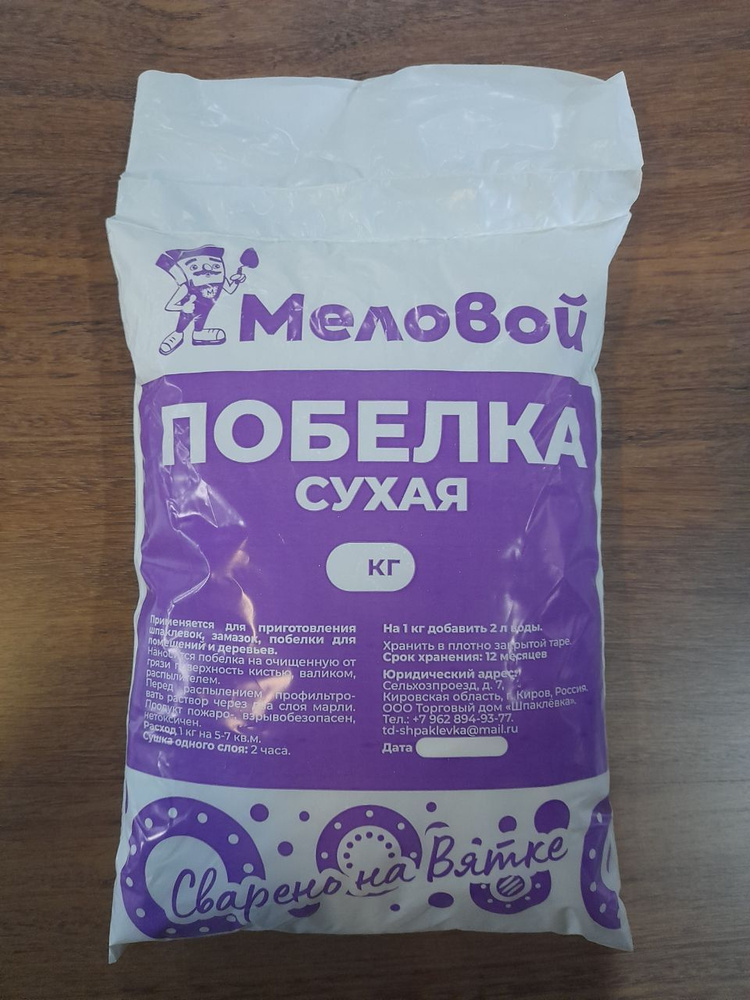 Меловой
ПОБЕЛКА
СУХАЯ
кг
Применяется для приготовления
шпаклевок, замазок, побелки для
помещений и деревьев.
Наносится побелка на очищенную от
грязи поверхность кистью, валиком,
распылителем.
Перед распылением профильтро-
вать раствор через два слоя марли.
Продукт пожаро-, взрывобезопасен,
нетоксичен.
Расход 1 кг на 5-7 кв.м.
Сушка одного слоя: 2 часа.
На 1 кг добавить 2 л воды.
Хранить в плотно закрытой таре.
Срок хранения: 12 месяцев
Юридический адрес:
Сельхозпроезд, д. 7,
Кировская область, г. Киров, Россия.
ООО Торговый дом «Шпаклёвка».
Тел.: +7 962 894-93-77.
td-shpaklevka@mail.ru
Дата
Сварено на Вятке